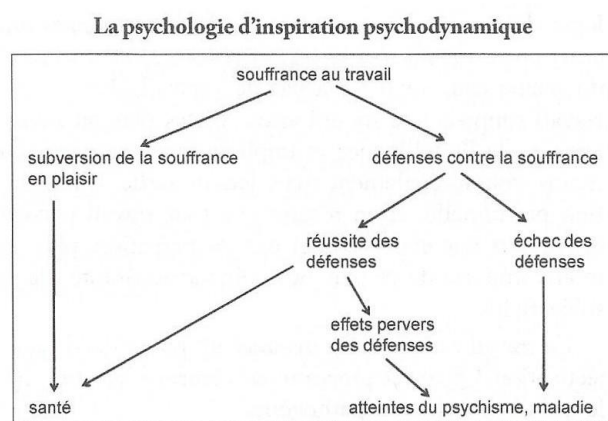 La psychologie d'inspiration psychodynamique
souffrance au travail
subversion de la souffrance
en plaisir
défenses contre la souffrance
réussite des
défenses
échec des
défenses
effets pervers
des défenses
santé
atteintes du psychisme, maladie